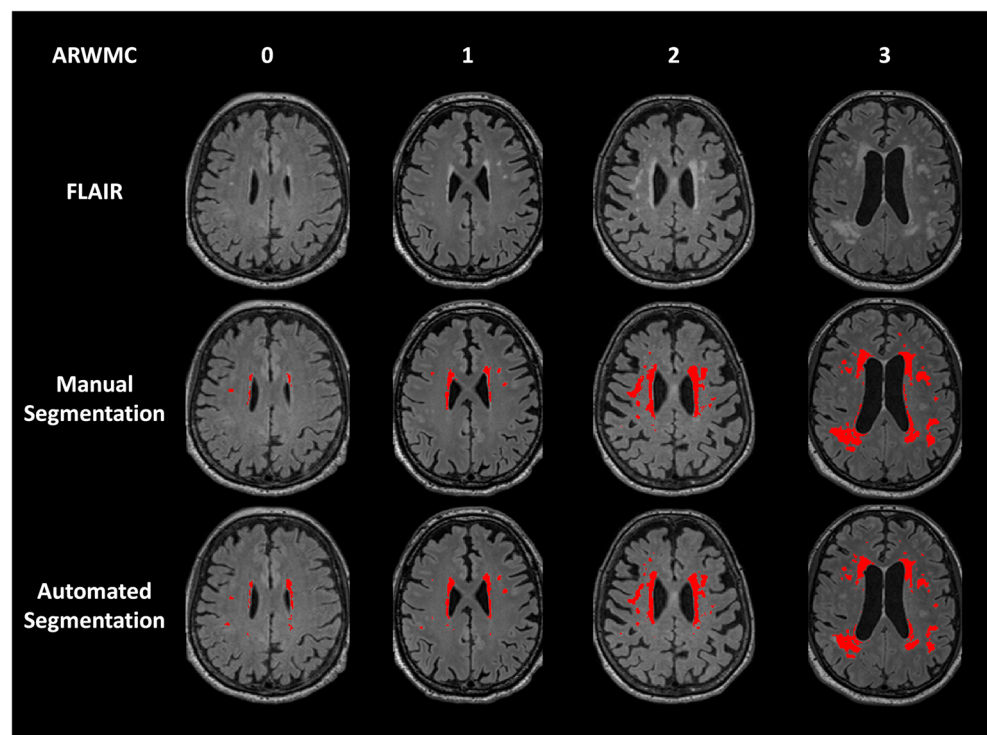 ARWMC 0 1 2 3
FLAIR
Manual
Segmentation
Automated
Segmentation